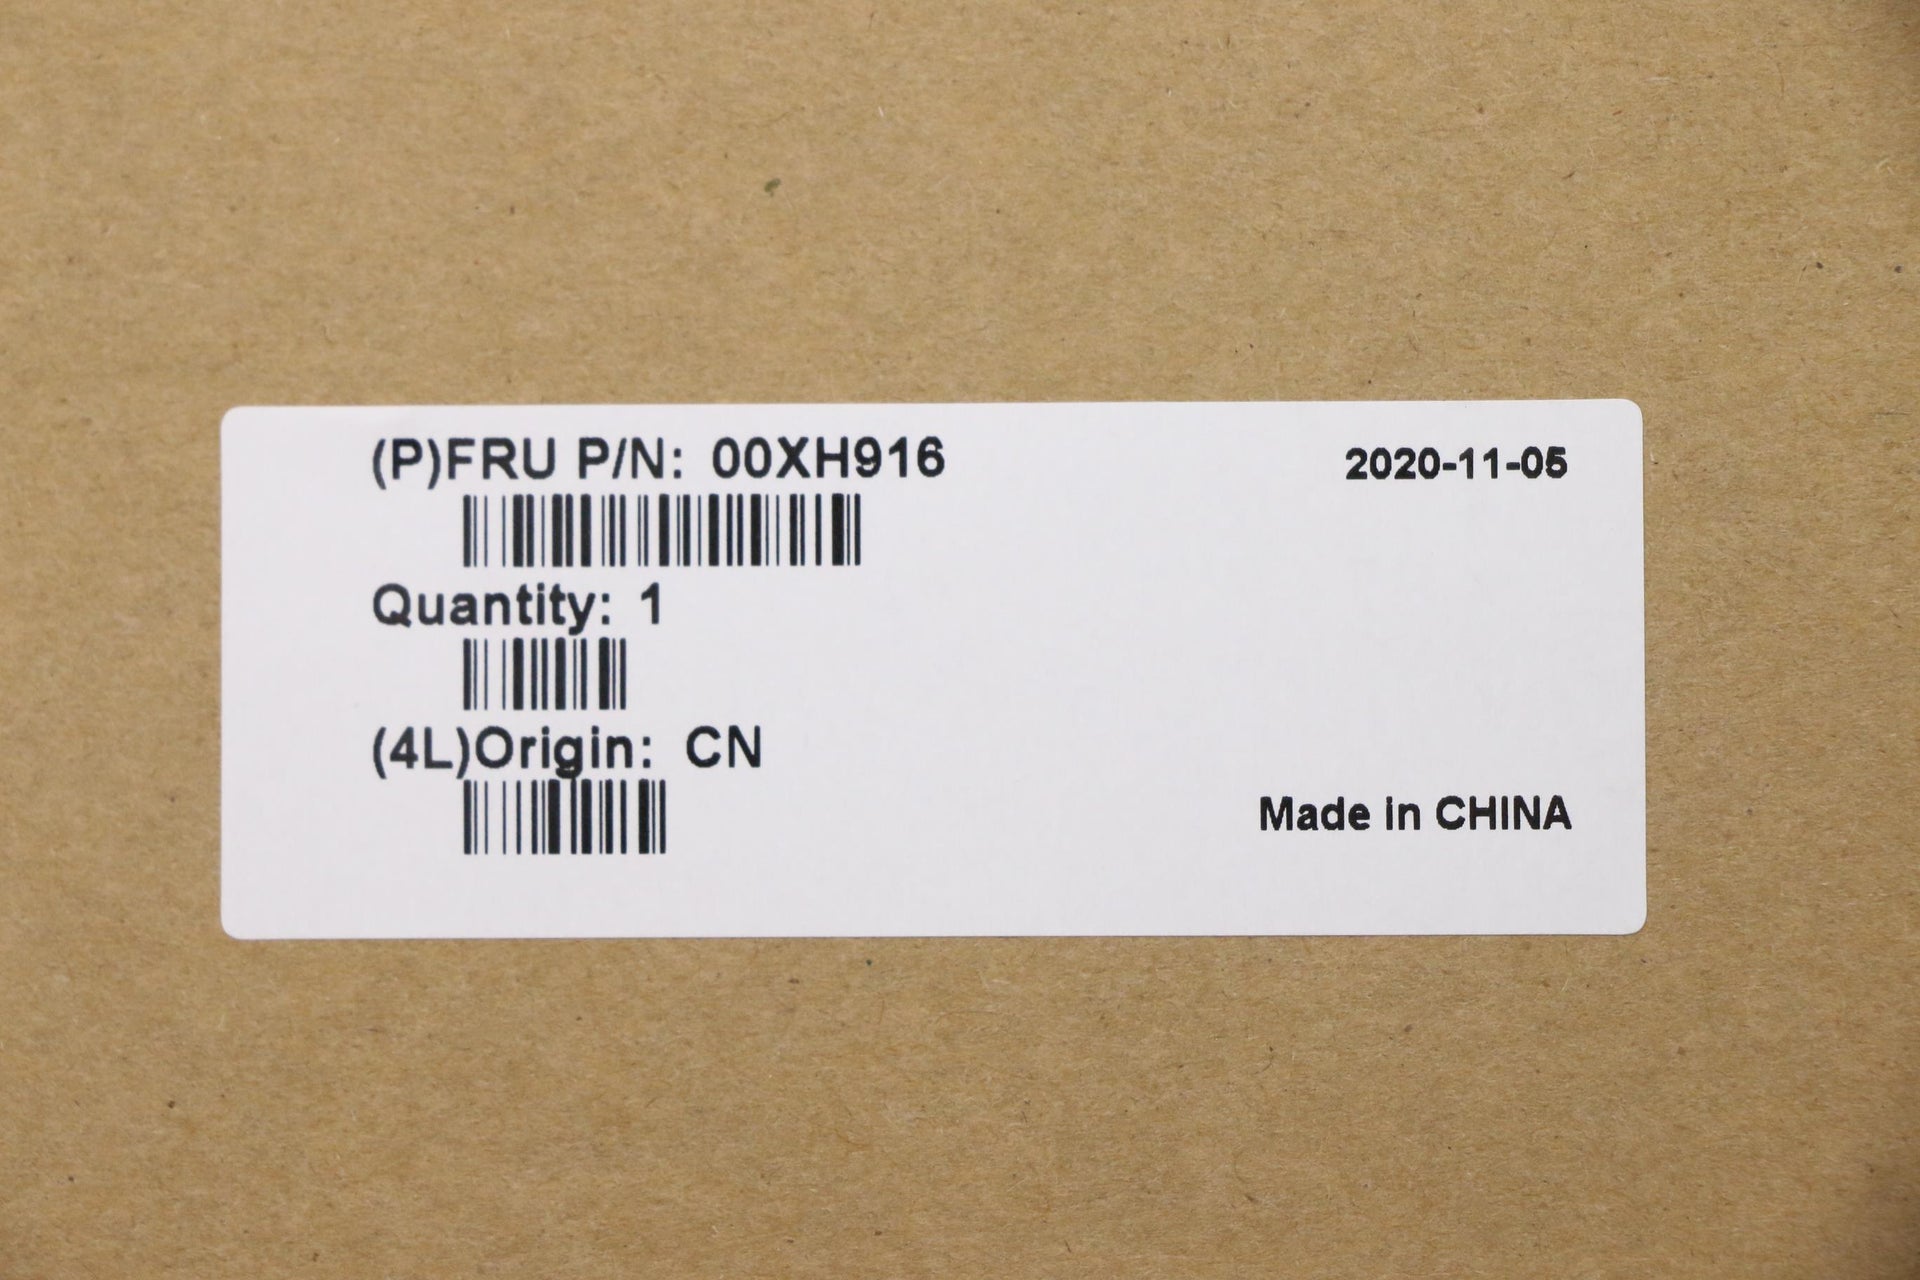 (P)FRU P/N: 00XH916
2020-11-05
Quantity: 1
(4L)Origin: CN
Made in CHINA